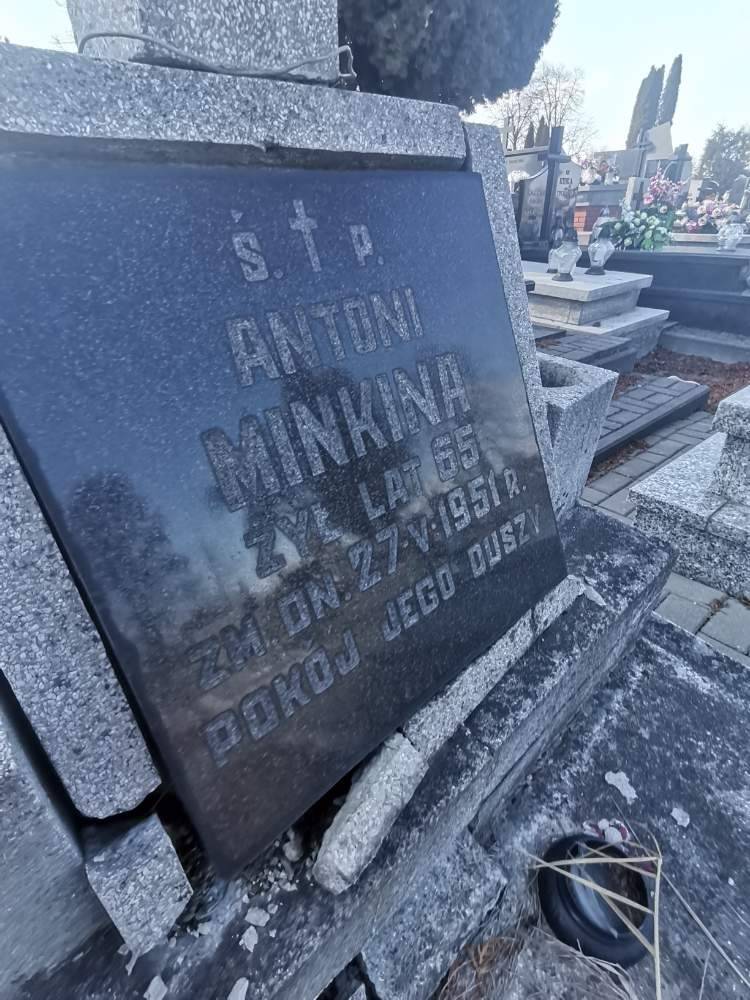 Ś. † P.
ANTONI
MINKINA
ŻYŁ LAT 65
ZM. DN. 27·V·1951 R.
POKÓJ JEGO DUSZY